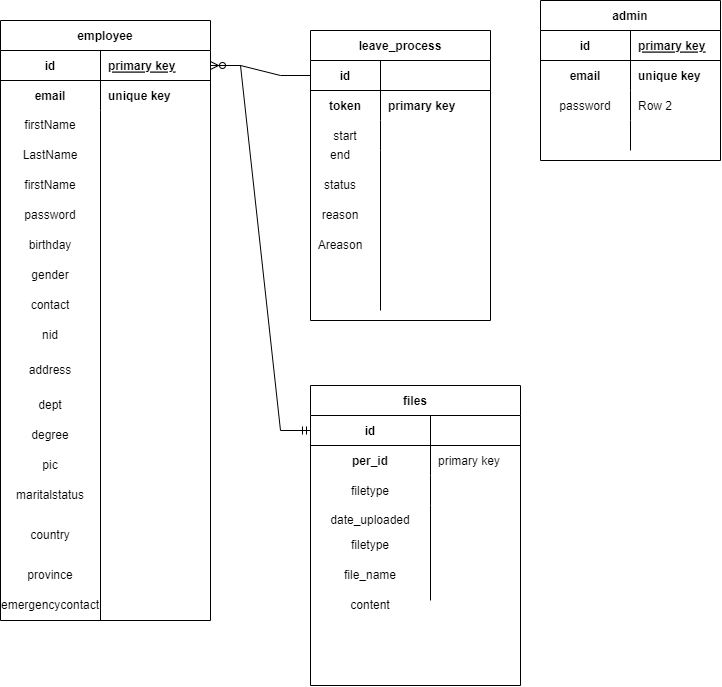 employee
id primary key
email unique key
firstName
LastName
firstName
password
birthday
gender
contact
nid
address
dept
degree
pic
maritalstatus
country
province
emergencycontact
leave_process
id
token primary key
start
end
status
reason
Areason
files
id
per_id primary key
filetype
date_uploaded
filetype
file_name
content
admin
id primary key
email unique key
password Row 2